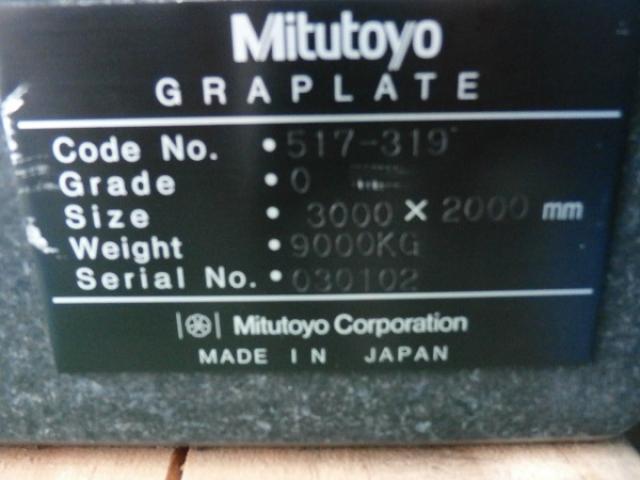 Mitutoyo
GRAPLATE
Code No. • 517-319
Grade • 0
Size • 3000 × 2000 mm
Weight • 9000KG
Serial No. • 030102
Mitutoyo Corporation
MADE IN JAPAN